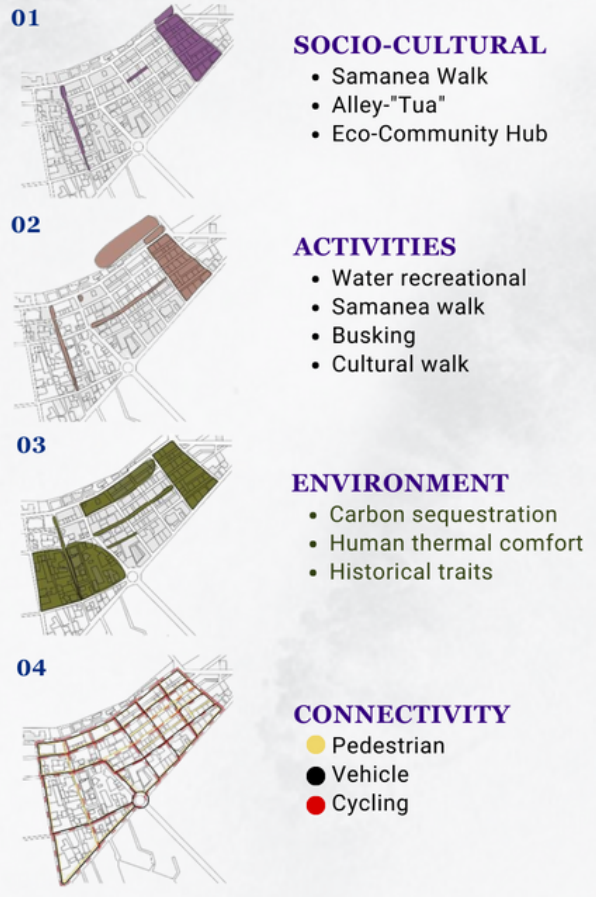 01
SOCIO-CULTURAL
• Samanea Walk
• Alley-"Tua"
• Eco-Community Hub
02
ACTIVITIES
• Water recreational
• Samanea walk
• Busking
• Cultural walk
03
ENVIRONMENT
• Carbon sequestration
• Human thermal comfort
• Historical traits
04
CONNECTIVITY
Pedestrian
Vehicle
Cycling